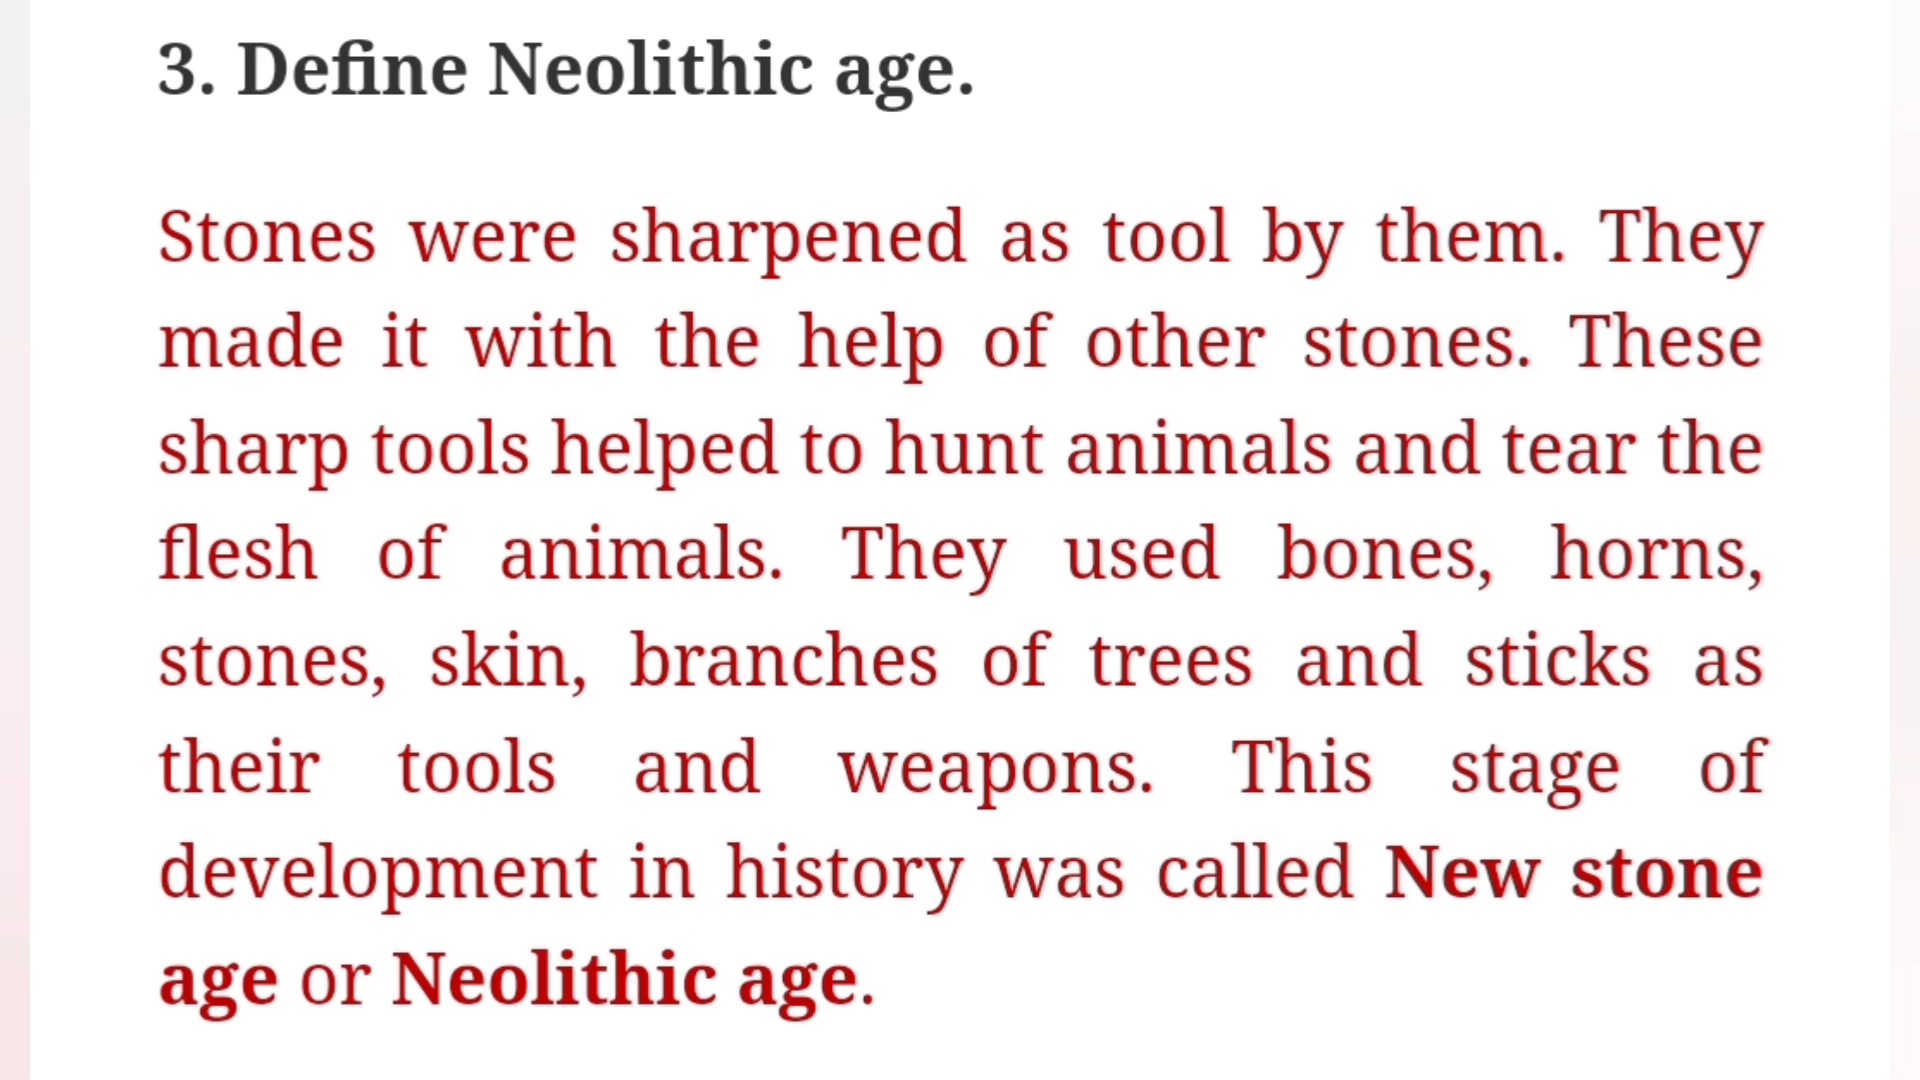 3. Define Neolithic age.
Stones were sharpened as tool by them. They
made it with the help of other stones. These
sharp tools helped to hunt animals and tear the
flesh of animals. They used bones, horns,
stones, skin, branches of trees and sticks as
their tools and weapons. This stage of
development in history was called New stone
age or Neolithic age.